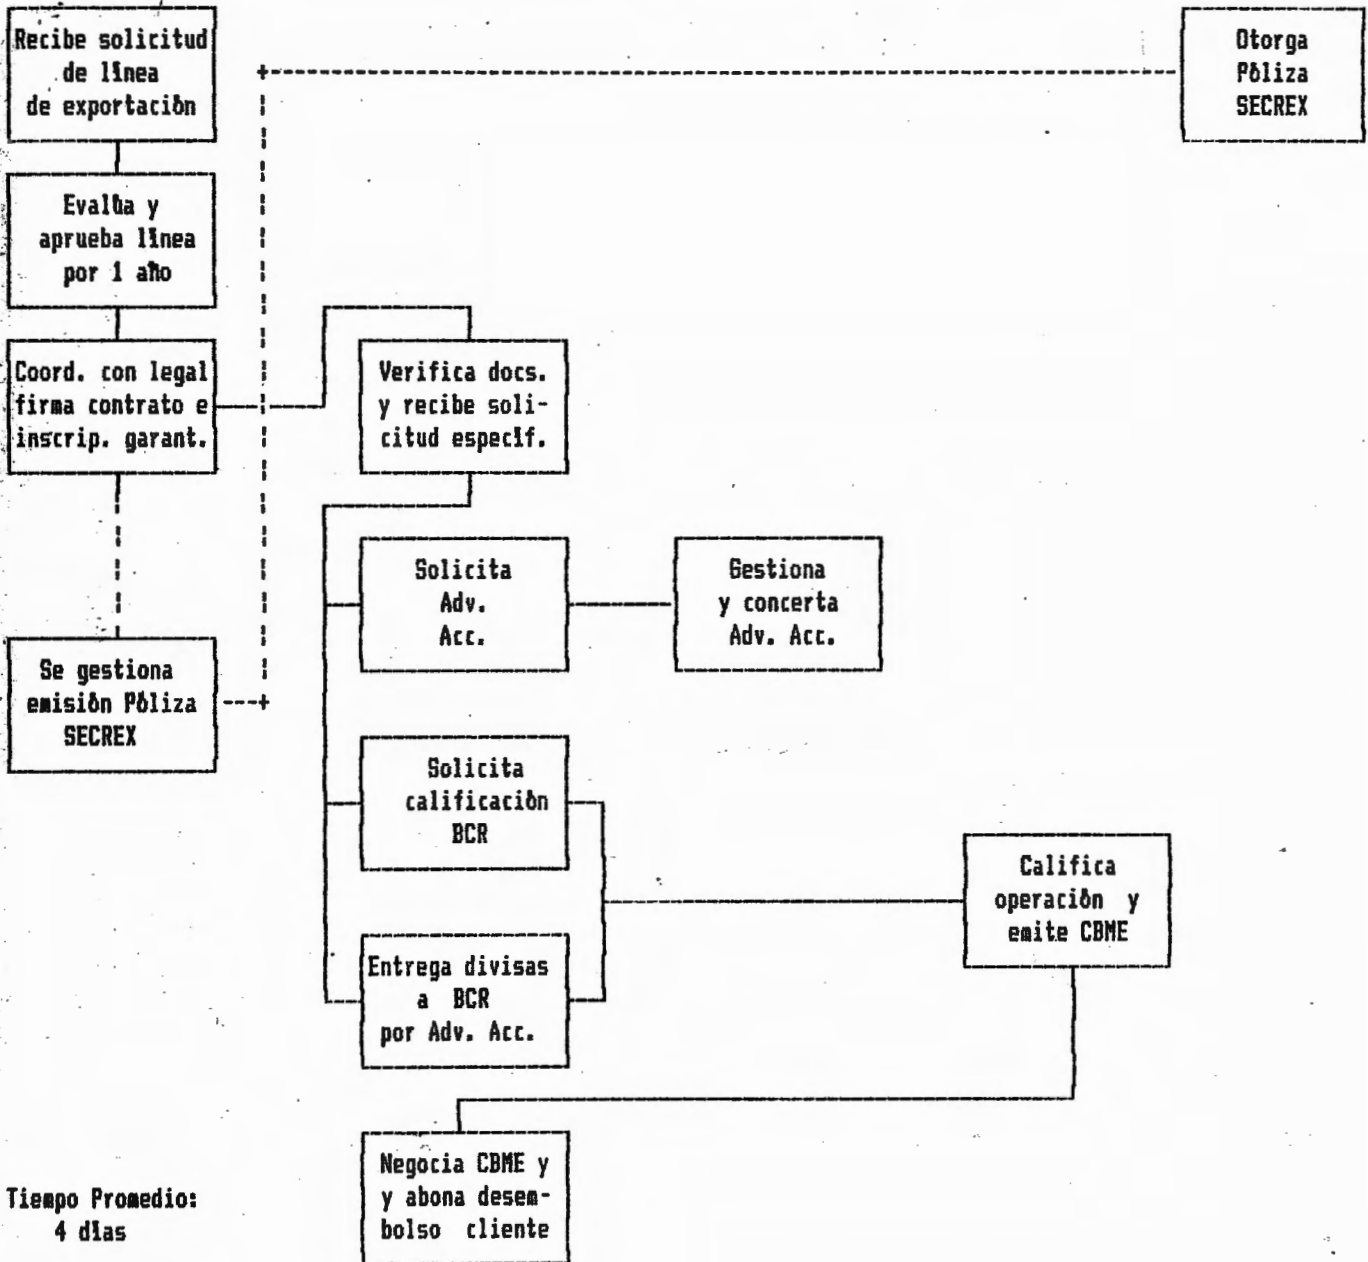 Recibe solicitud
de línea
de exportación
Otorga
Póliza
SECREX
Evalúa y
aprueba línea
por 1 año
Coord. con legal
firma contrato e
inscrip. garant.
Verifica docs.
y recibe soli-
citud específ.
Solicita
Adv.
Acc.
Gestiona
y concerta
Adv. Acc.
Se gestiona
emisión Póliza
SECREX
Solicita
calificación
BCR
Califica
operación y
emite CBME
Entrega divisas
a BCR
por Adv. Acc.
Negocia CBME y
y abona desem-
bolso cliente
Tiempo Promedio:
4 días